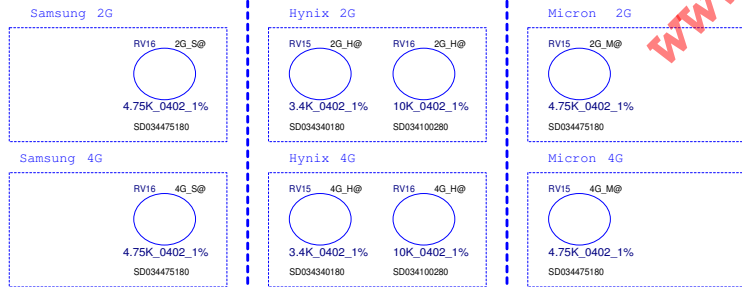 Samsung 2G
Hynix 2G
Micron 2G
RV16 2G_S@
RV15 2G_H@
RV16 2G_H@
RV15 2G_M@
4.75K_0402_1%
3.4K_0402_1%
10K_0402_1%
4.75K_0402_1%
SD034475180
SD034340180
SD034100280
SD034475180
Samsung 4G
Hynix 4G
Micron 4G
RV16 4G_S@
RV15 4G_H@
RV16 4G_H@
RV15 4G_M@
4.75K_0402_1%
3.4K_0402_1%
10K_0402_1%
4.75K_0402_1%
SD034475180
SD034340180
SD034100280
SD034475180